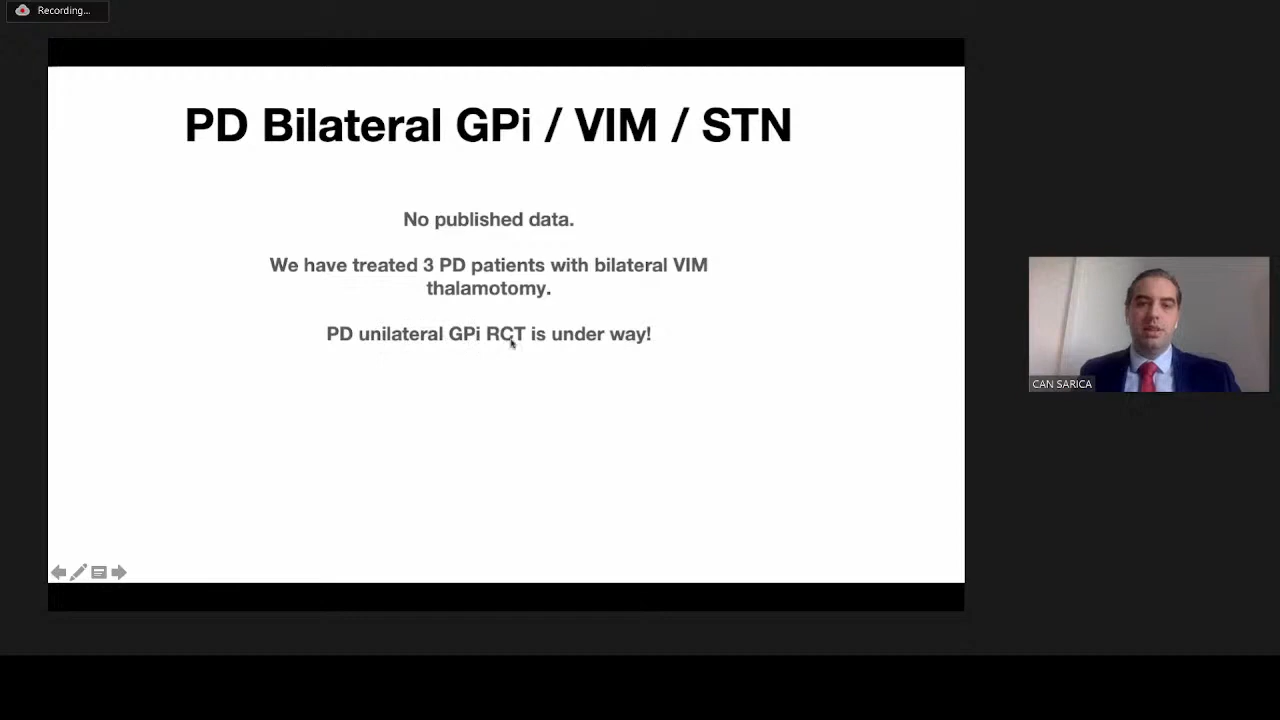 Recording...
PD Bilateral GPi / VIM / STN
No published data.
We have treated 3 PD patients with bilateral VIM
thalamotomy.
PD unilateral GPi RCT is under way!
CAN SARICA